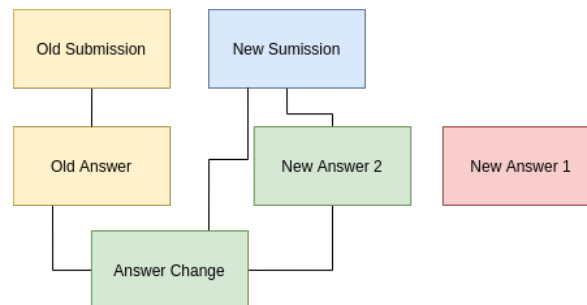 Old Submission
New Sumission
Old Answer
New Answer 2
New Answer 1
Answer Change